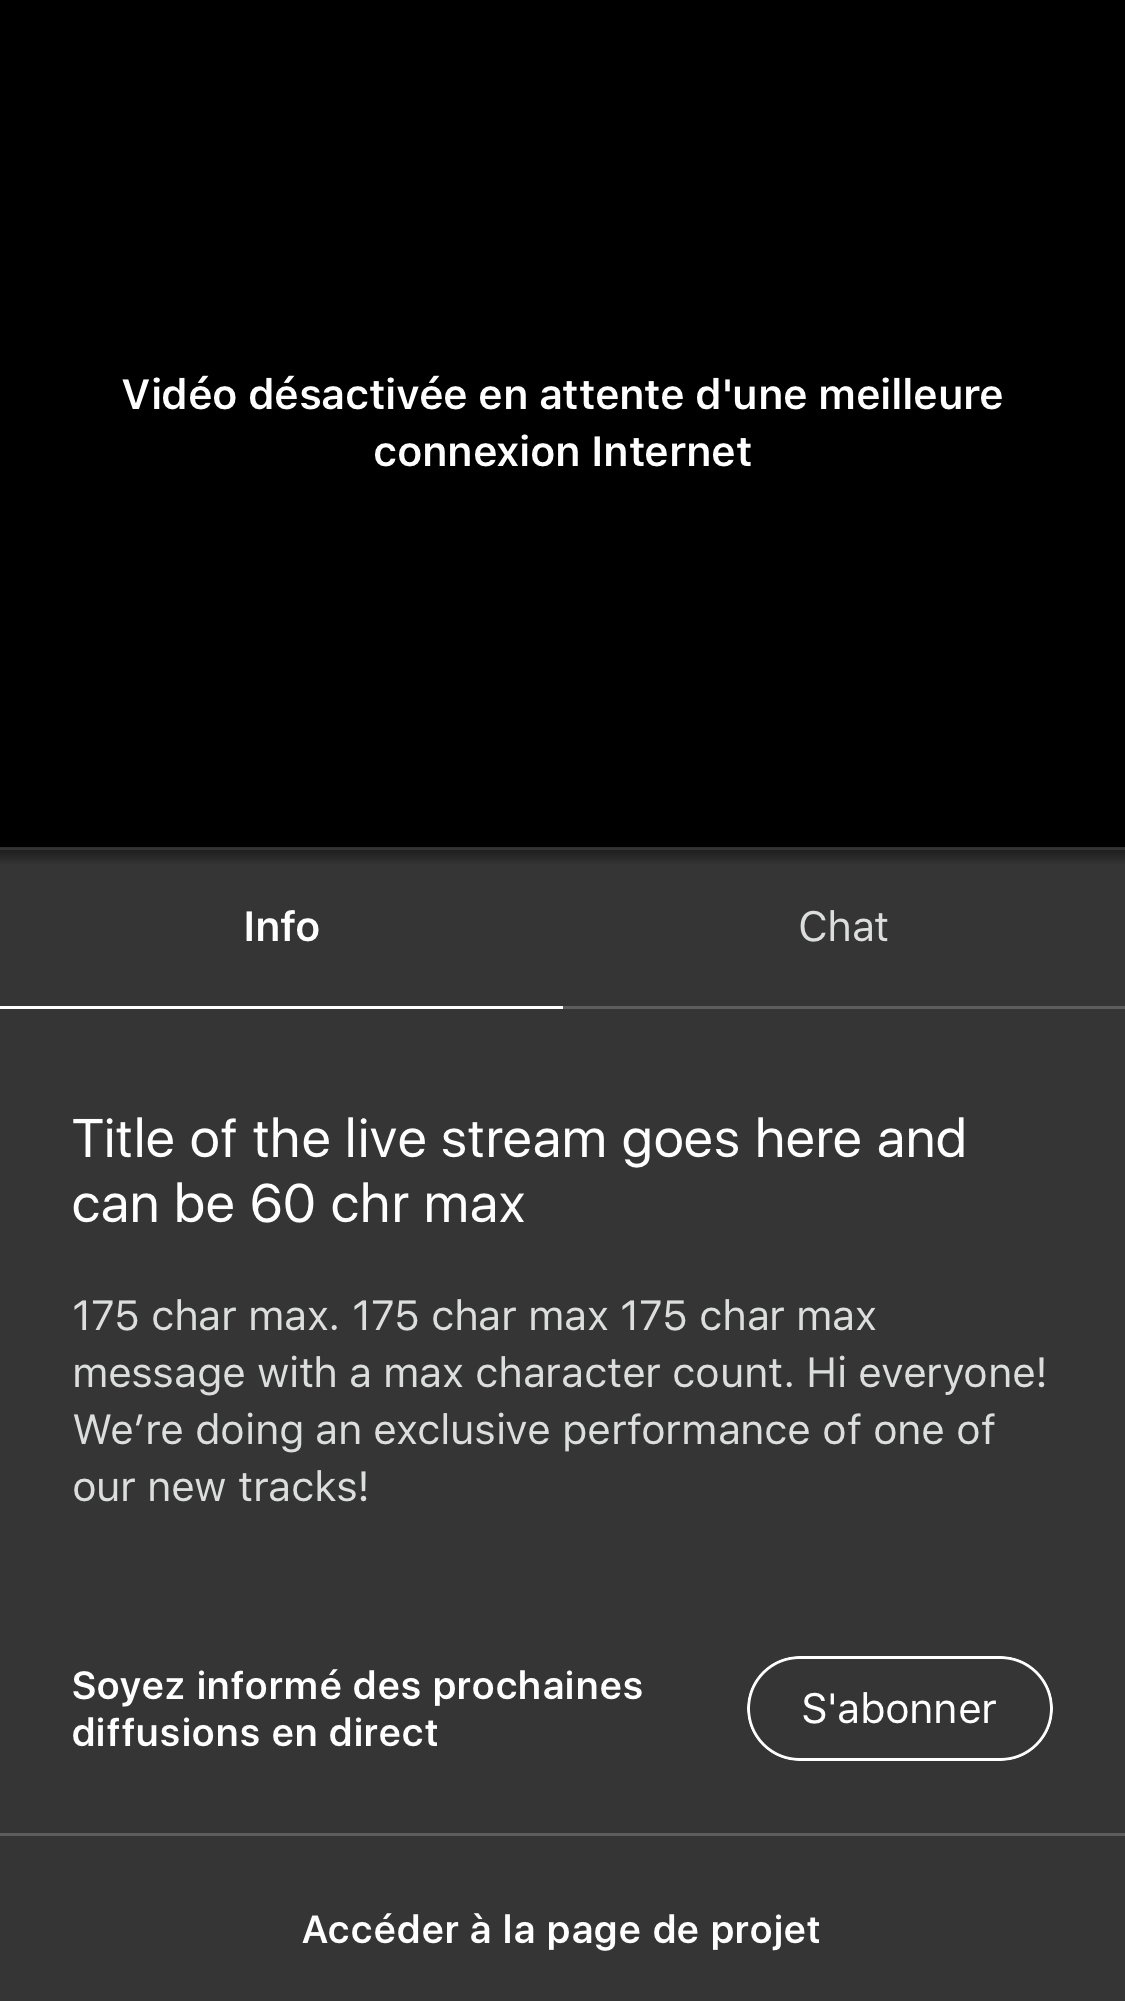 Vidéo désactivée en attente d'une meilleure
connexion Internet
Info
Chat
Title of the live stream goes here and
can be 60 chr max
175 char max. 175 char max 175 char max
message with a max character count. Hi everyone!
We’re doing an exclusive performance of one of
our new tracks!
Soyez informé des prochaines
diffusions en direct
S'abonner
Accéder à la page de projet